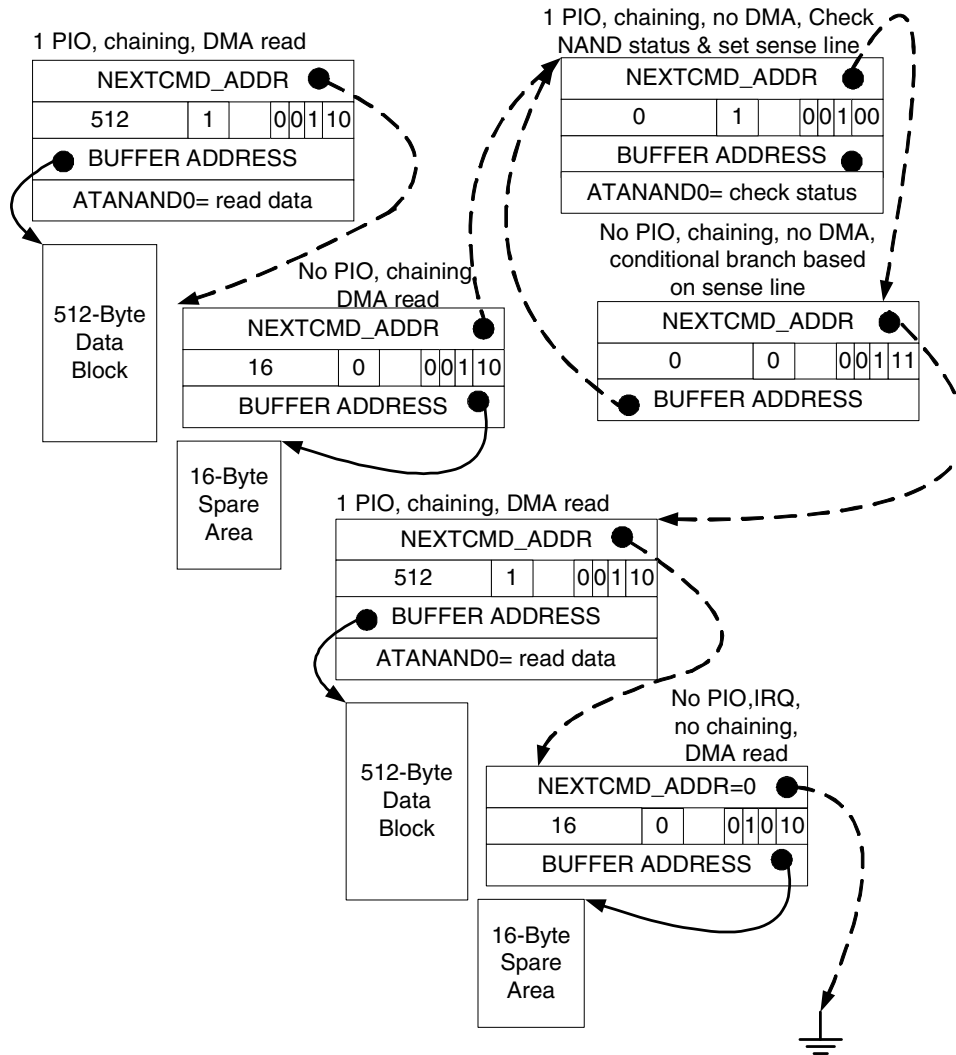 1 PIO, chaining, DMA read
NEXTCMD_ADDR
512 1 0 0 1 10
BUFFER ADDRESS
ATANAND0= read data
512-Byte
Data
Block
No PIO, chaining,
DMA read
NEXTCMD_ADDR
16 0 0 0 1 10
BUFFER ADDRESS
16-Byte
Spare
Area
1 PIO, chaining, no DMA, Check
NAND status & set sense line
NEXTCMD_ADDR
0 1 0 0 1 00
BUFFER ADDRESS
ATANAND0= check status
No PIO, chaining, no DMA,
conditional branch based
on sense line
NEXTCMD_ADDR
0 0 0 0 1 11
BUFFER ADDRESS
1 PIO, chaining, DMA read
NEXTCMD_ADDR
512 1 0 0 1 10
BUFFER ADDRESS
ATANAND0= read data
512-Byte
Data
Block
No PIO,IRQ,
no chaining,
DMA read
NEXTCMD_ADDR=0
16 0 0 1 0 10
BUFFER ADDRESS
16-Byte
Spare
Area